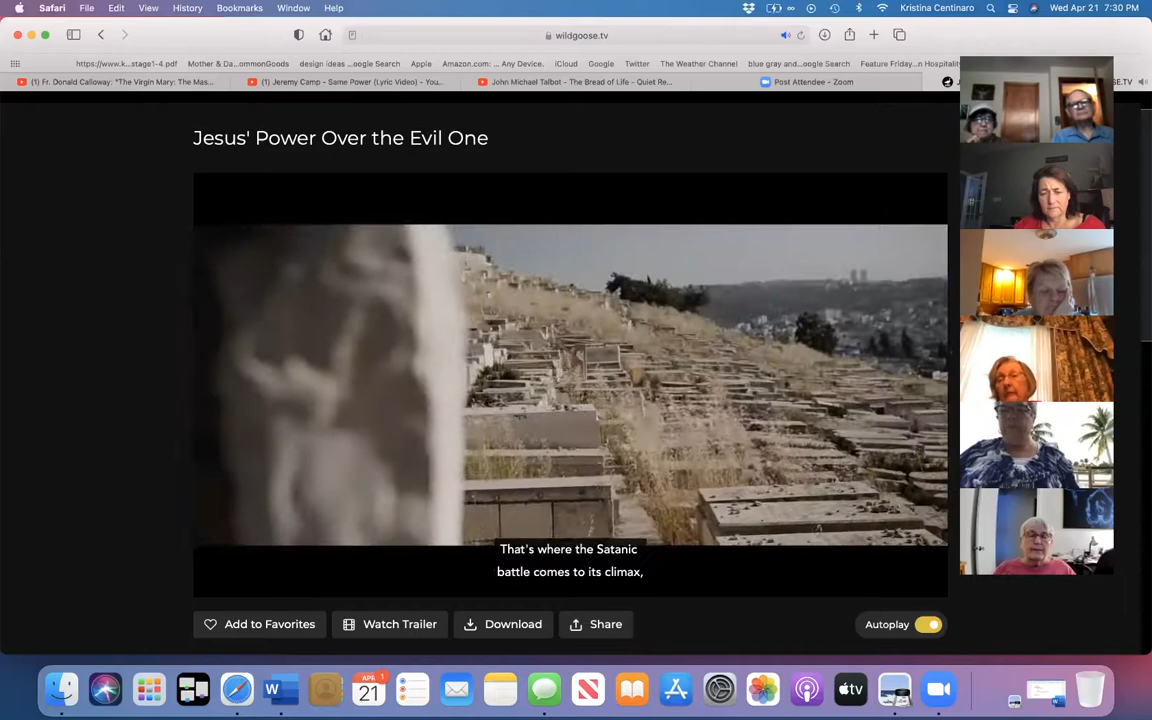 Safari File Edit View History Bookmarks Window Help Kristina Centinaro Wed Apr 21 7:30 PM
wildgoose.tv
https://www.k...stage1-4.pdf Mother & Da...ommonGoods design ideas ...oogle Search Apple Amazon.com: ... Any Device. iCloud Google Twitter The Weather Channel blue gray and...oogle Search Feature Friday...n Hospitality
(1) Fr. Donald Calloway: "The Virgin Mary: The Mas... (1) Jeremy Camp - Same Power (Lyric Video) - You... John Michael Talbot - The Bread of Life - Quiet Re... Post Attendee - Zoom
Jesus' Power Over the Evil One
That's where the Satanic
battle comes to its climax,
Add to Favorites Watch Trailer Download Share Autoplay
APR 1
21
W
tv